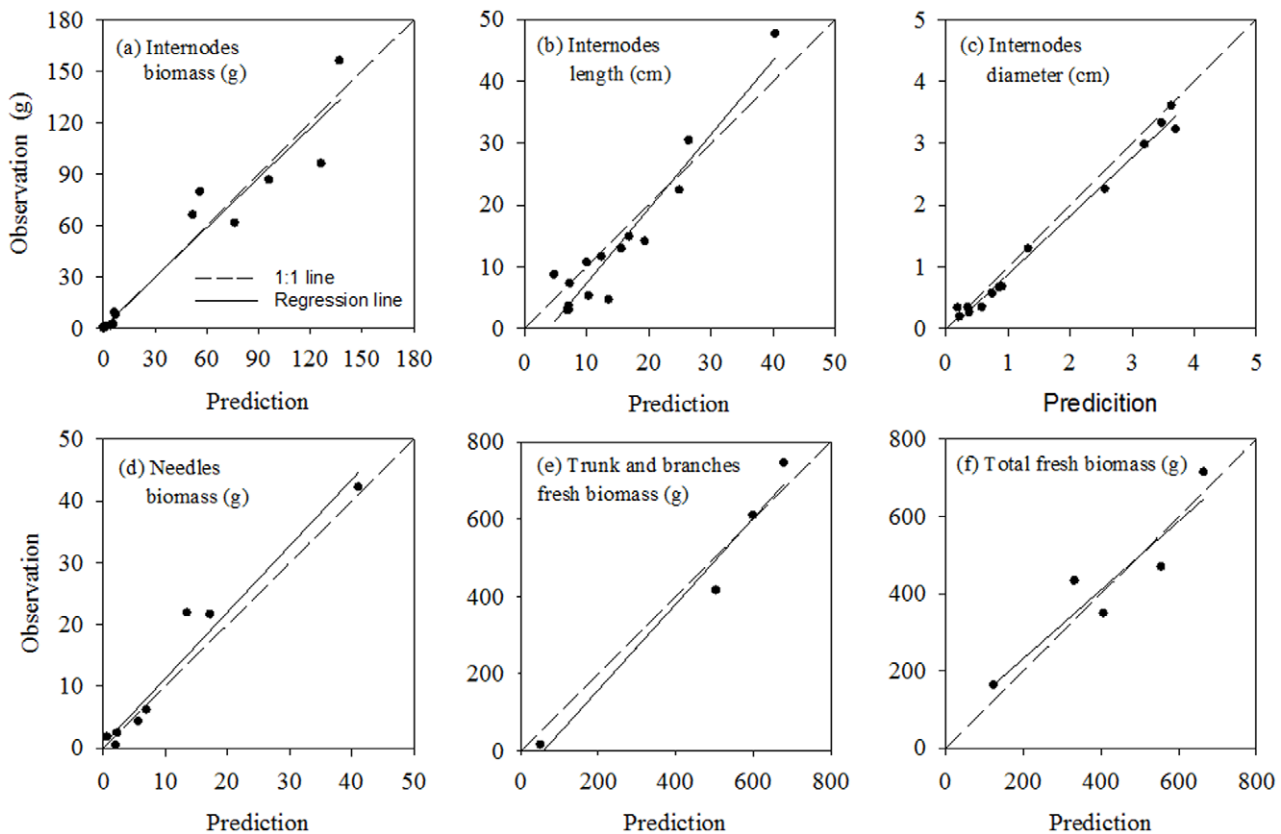 180
150
120
90
60
30
0
Observation (g)
(a) Internodes
biomass (g)
1:1 line
Regression line
0 30 60 90 120 150 180
Prediction
50
40
30
20
10
0
(b) Internodes
length (cm)
0 10 20 30 40 50
Prediction
5
4
3
2
1
0
(c) Internodes
diameter (cm)
0 1 2 3 4 5
Predicition
50
40
30
20
10
0
Observation
(d) Needles
biomass (g)
0 10 20 30 40 50
Prediction
800
600
400
200
0
(e) Trunk and branches
fresh biomass (g)
0 200 400 600 800
Prediction
800
600
400
200
0
(f) Total fresh biomass (g)
0 200 400 600 800
Prediction